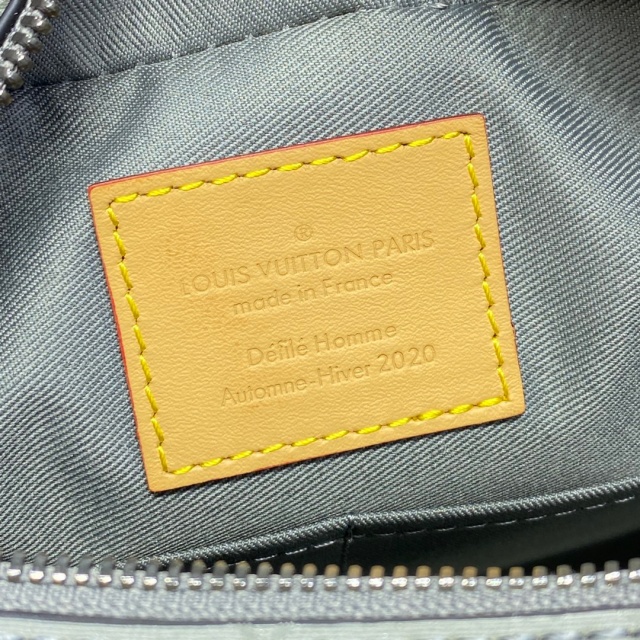 ®
LOUIS VUITTON PARIS
made in France
Défilé Homme
Automne-Hiver 2020